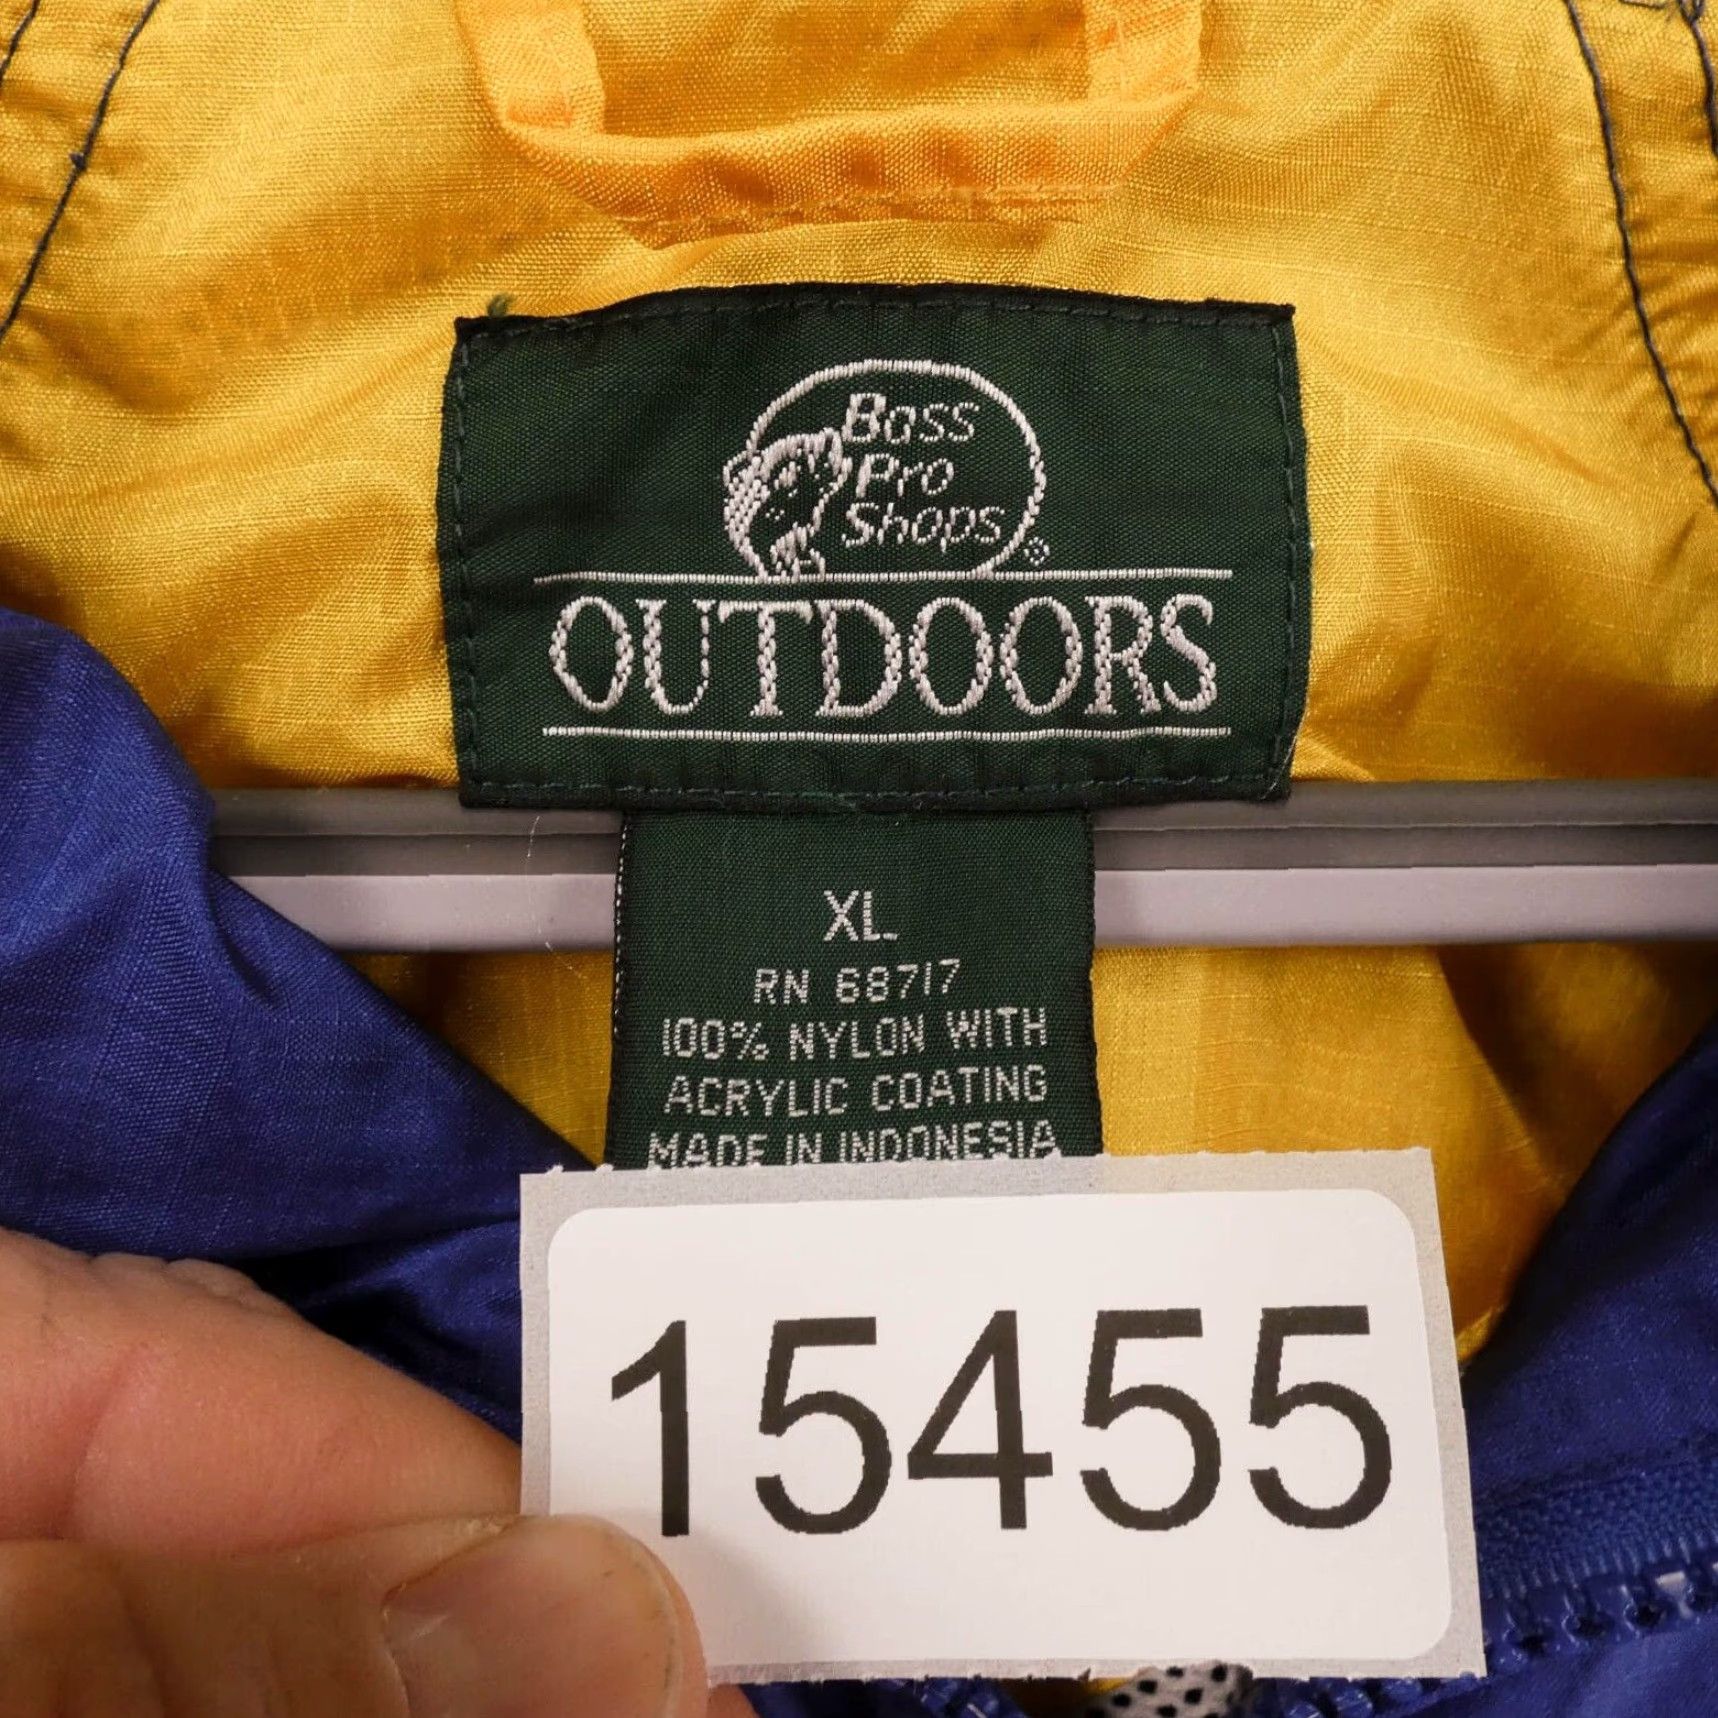 Bass
Pro
Shops®
OUTDOORS
XL
RN 68717
100% NYLON WITH
ACRYLIC COATING
MADE IN INDONESIA
15455